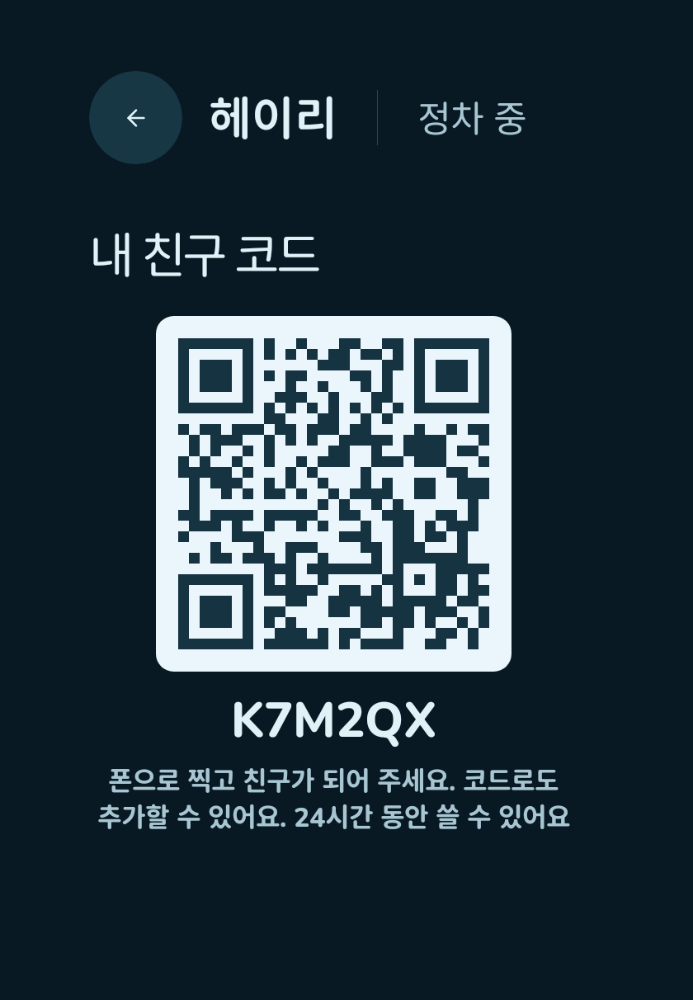 헤이리
정차 중
내 친구 코드
K7M2QX
폰으로 찍고 친구가 되어 주세요. 코드로도
추가할 수 있어요. 24시간 동안 쓸 수 있어요